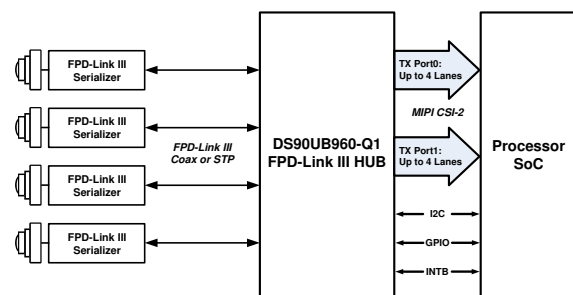 FPD-Link III
Serializer
FPD-Link III
Serializer
FPD-Link III
Serializer
FPD-Link III
Serializer
FPD-Link III
Coax or STP
DS90UB960-Q1
FPD-Link III HUB
TX Port0:
Up to 4 Lanes
MIPI CSI-2
TX Port1:
Up to 4 Lanes
I2C
GPIO
INTB
Processor
SoC